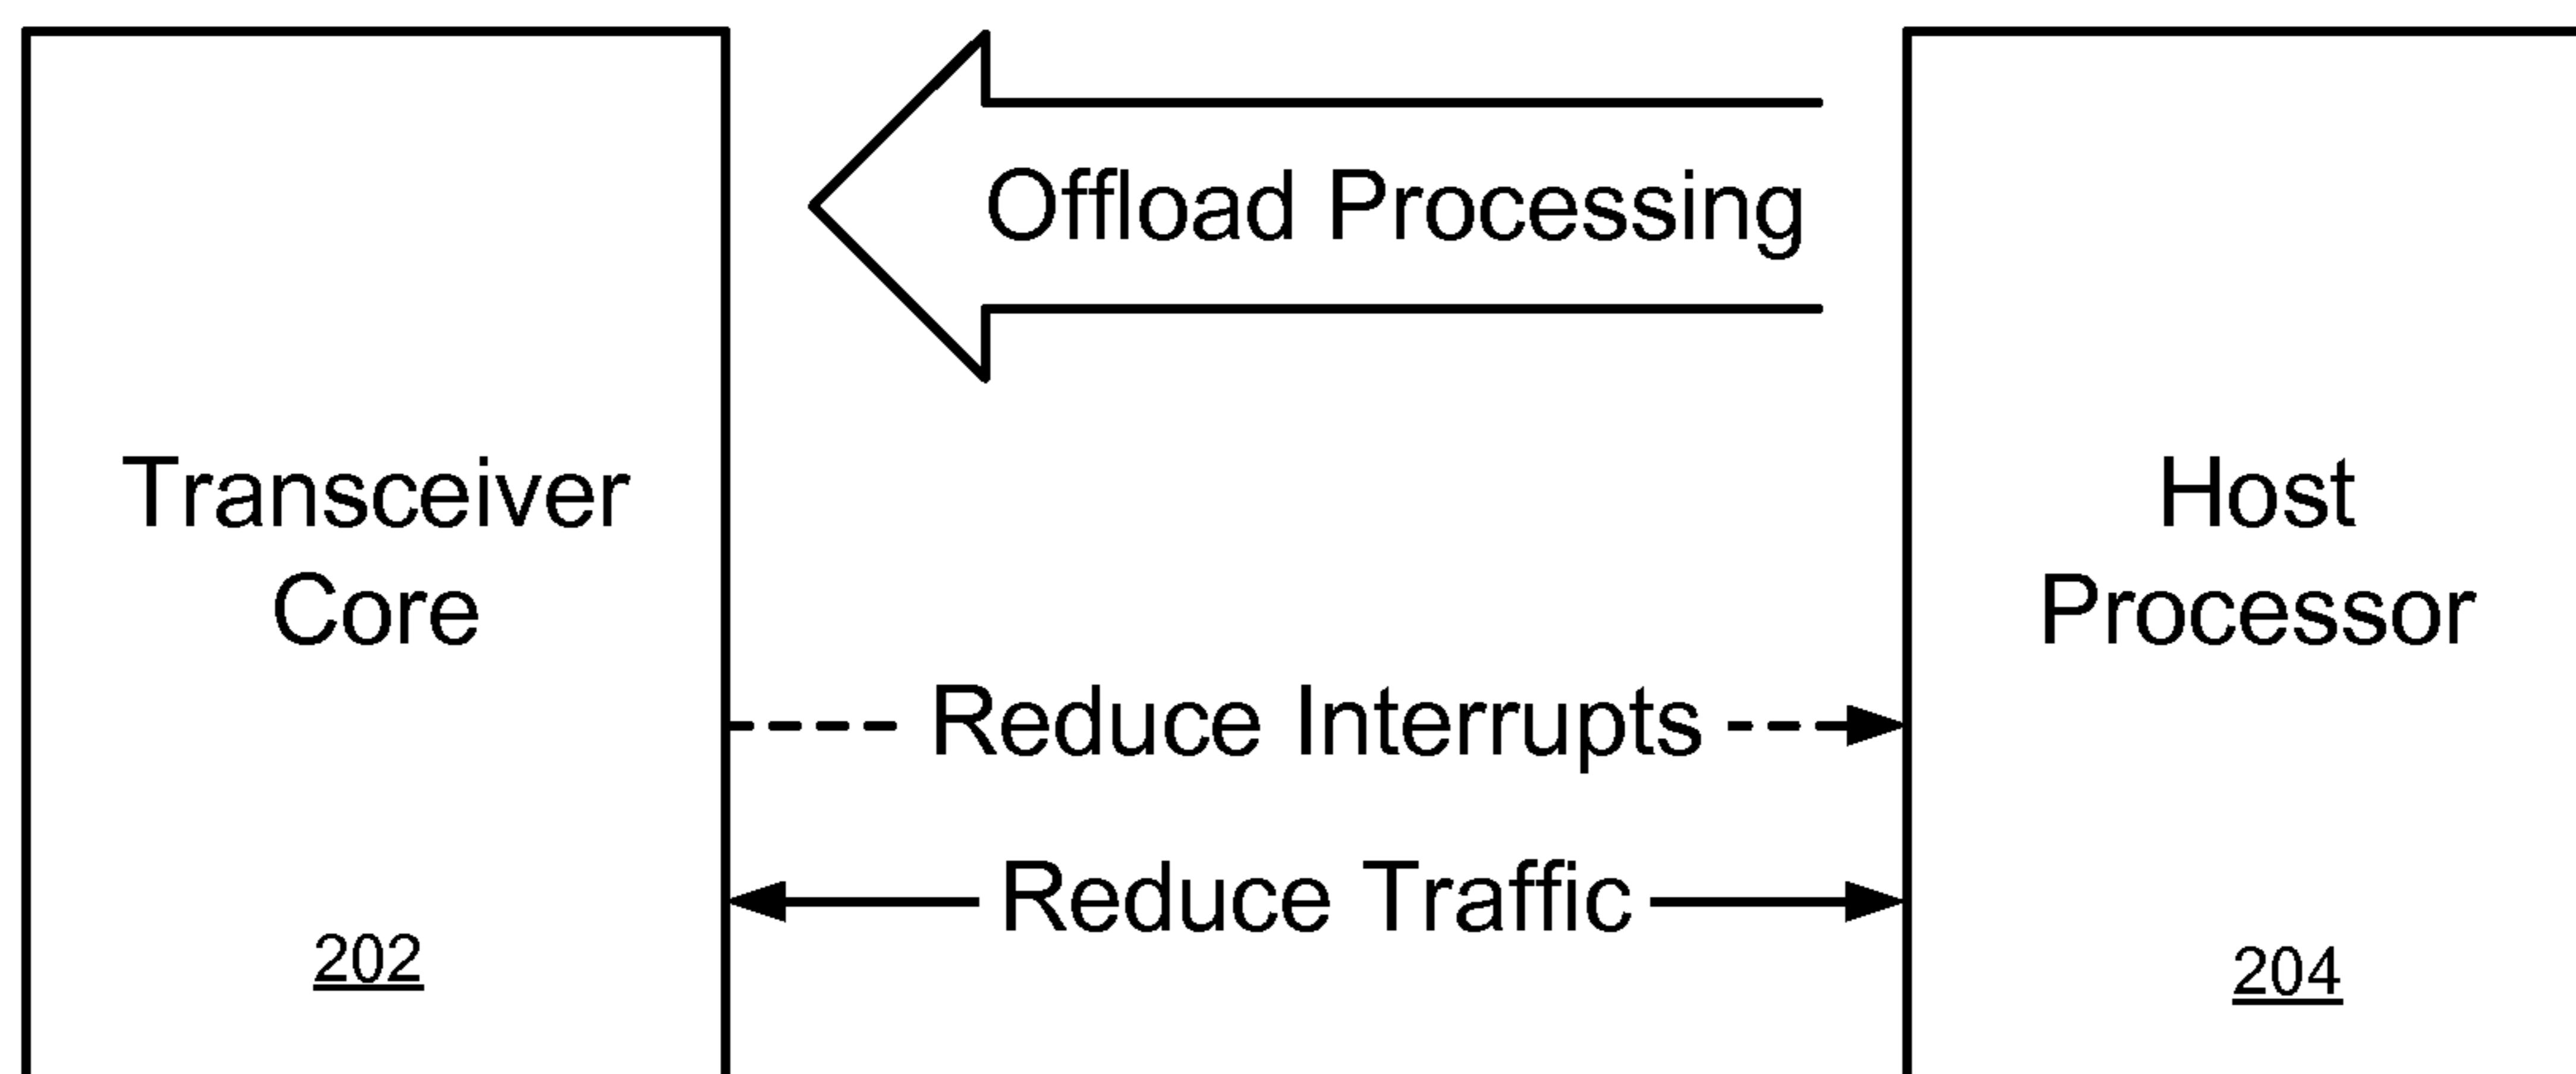 Offload Processing
Transceiver
Core
Host
Processor
Reduce Interrupts
Reduce Traffic
202
204